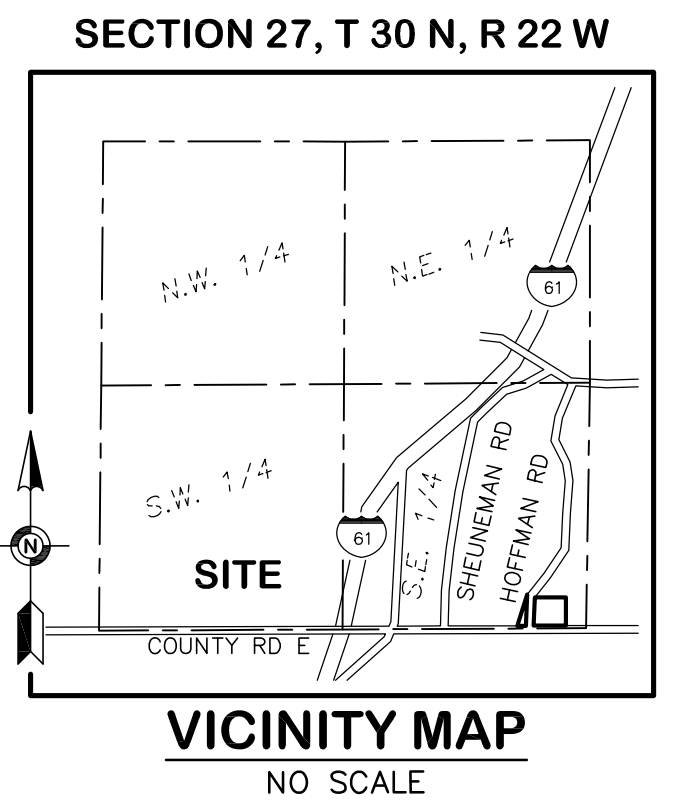 SECTION 27, T 30 N, R 22 W
N.W. 1/4
N.E. 1/4
61
S.W. 1/4
S.E. 1/4
SHEUNEMAN RD
HOFFMAN RD
61
N
SITE
COUNTY RD E
VICINITY MAP
NO SCALE